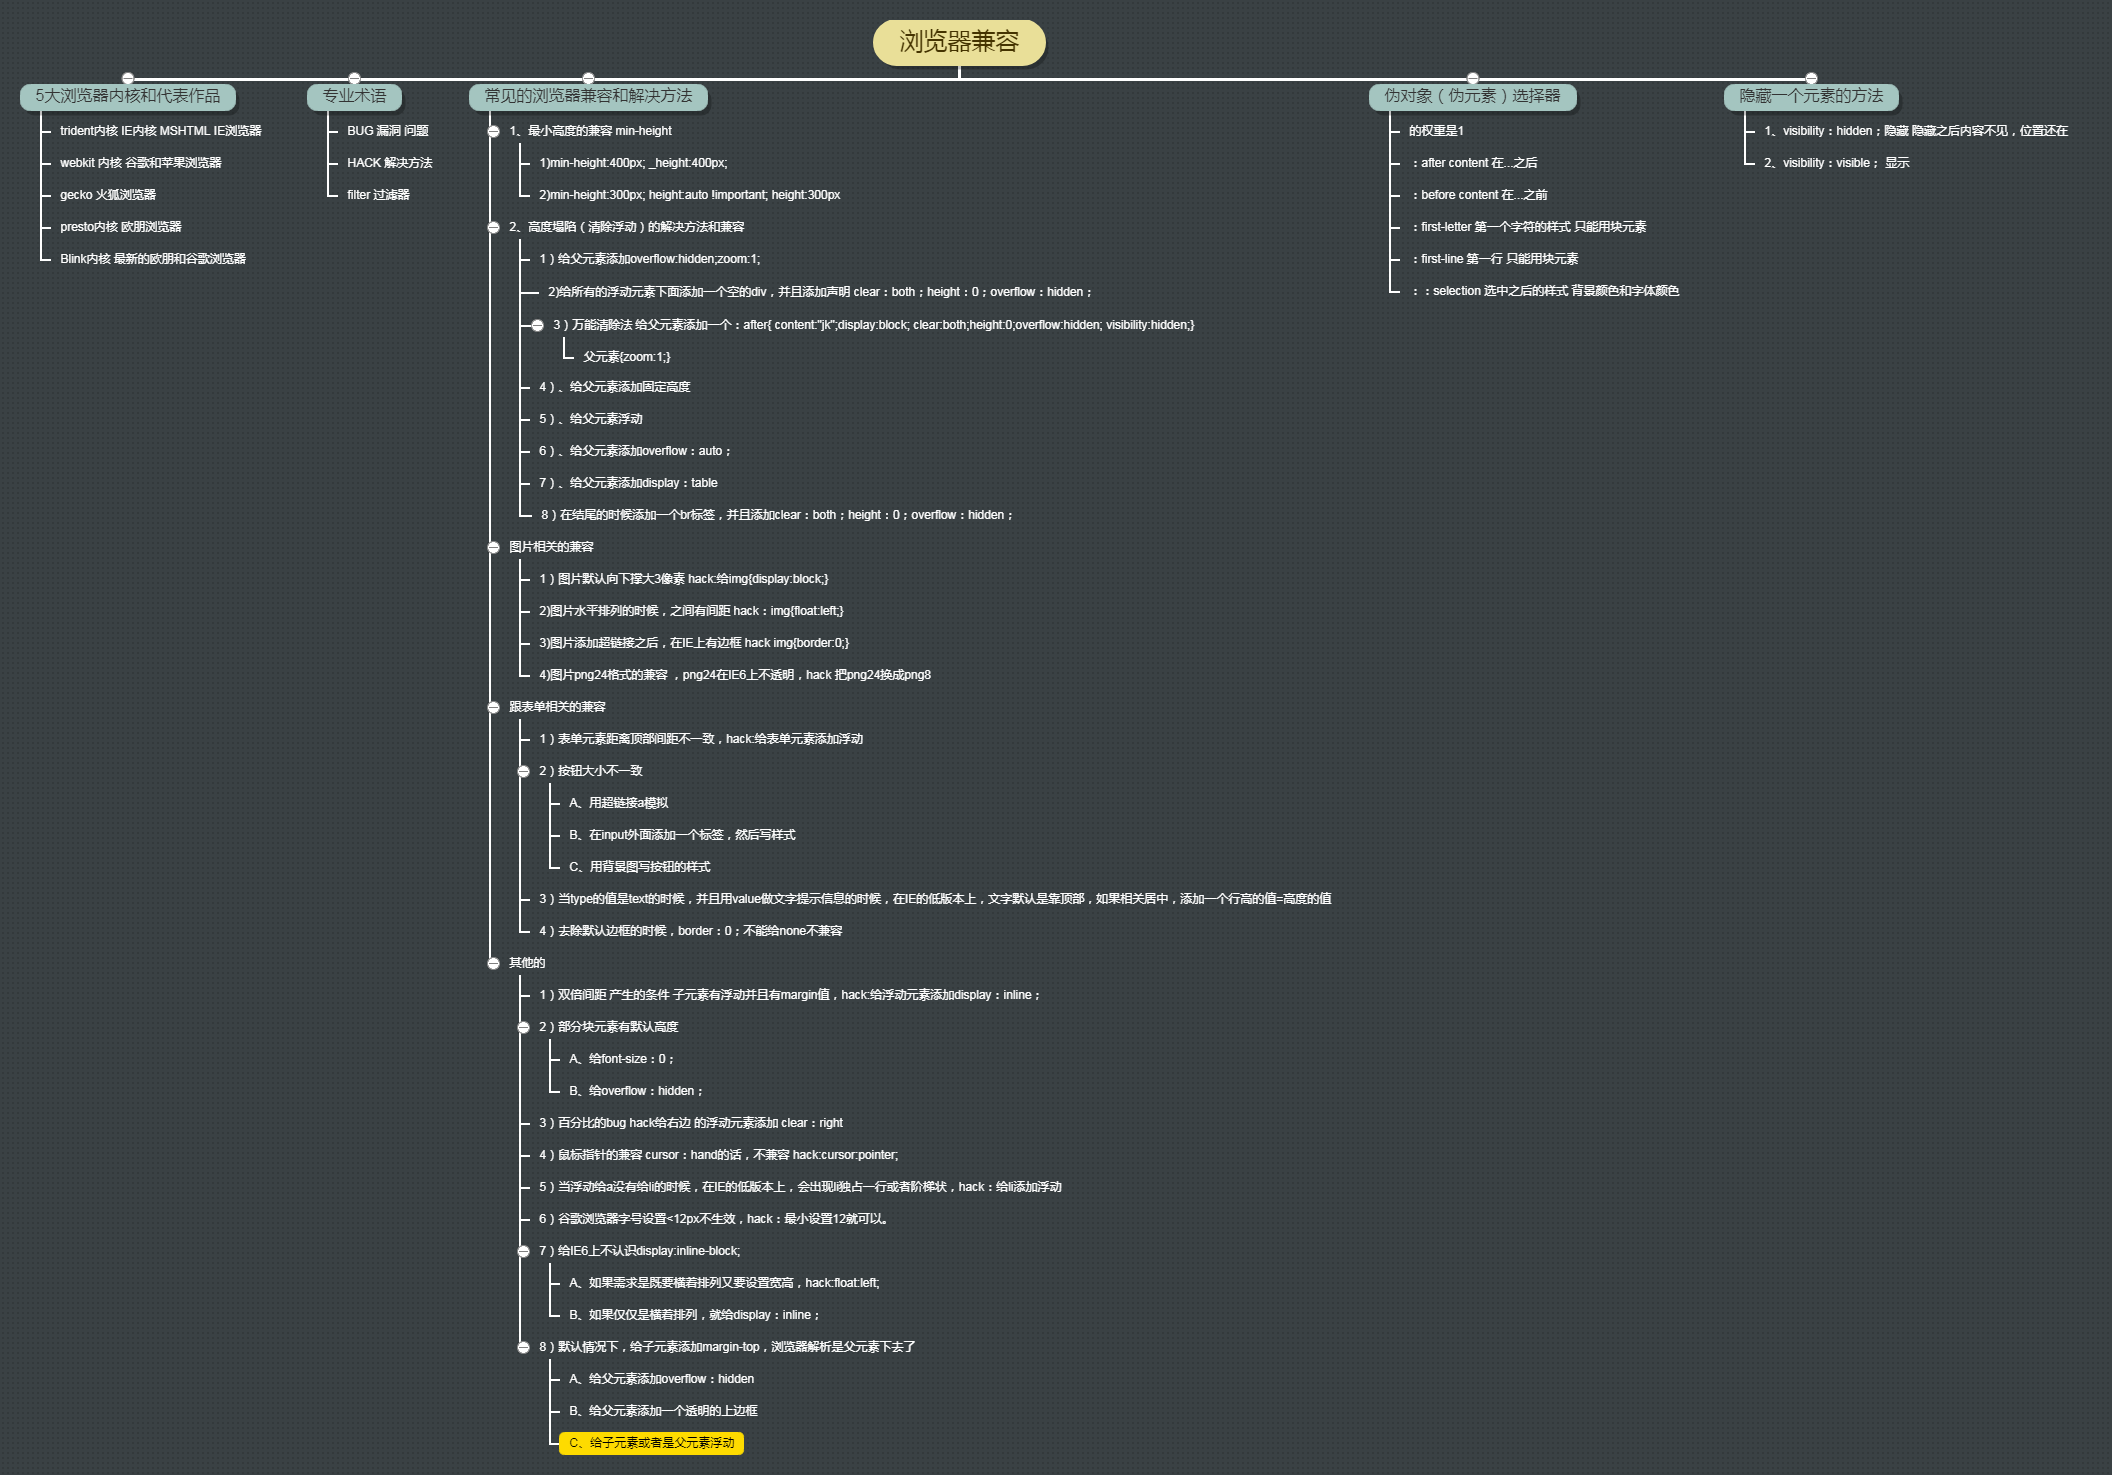 浏览器兼容
5大浏览器内核和代表作品
trident内核 IE内核 MSHTML IE浏览器
webkit 内核 谷歌和苹果浏览器
gecko 火狐浏览器
presto内核 欧朋浏览器
Blink内核 最新的欧朋和谷歌浏览器
专业术语
BUG 漏洞 问题
HACK 解决方法
filter 过滤器
常见的浏览器兼容和解决方法
1、最小高度的兼容 min-height
1)min-height:400px; _height:400px;
2)min-height:300px; height:auto !important; height:300px
2、高度塌陷（清除浮动）的解决方法和兼容
1）给父元素添加overflow:hidden;zoom:1;
2)给所有的浮动元素下面添加一个空的div，并且添加声明 clear：both；height：0；overflow：hidden；
3）万能清除法 给父元素添加一个：after{ content:"jk";display:block; clear:both;height:0;overflow:hidden; visibility:hidden;}
父元素{zoom:1;}
4）、给父元素添加固定高度
5）、给父元素浮动
6）、给父元素添加overflow：auto；
7）、给父元素添加display：table
8）在结尾的时候添加一个br标签，并且添加clear：both；height：0；overflow：hidden；
图片相关的兼容
1）图片默认向下撑大3像素 hack:给img{display:block;}
2)图片水平排列的时候，之间有间距 hack：img{float:left;}
3)图片添加超链接之后，在IE上有边框 hack img{border:0;}
4)图片png24格式的兼容 ，png24在IE6上不透明，hack 把png24换成png8
跟表单相关的兼容
1）表单元素距离顶部间距不一致，hack:给表单元素添加浮动
2）按钮大小不一致
A、用超链接a模拟
B、在input外面添加一个标签，然后写样式
C、用背景图写按钮的样式
3）当type的值是text的时候，并且用value做文字提示信息的时候，在IE的低版本上，文字默认是靠顶部，如果相关居中，添加一个行高的值=高度的值
4）去除默认边框的时候，border：0；不能给none不兼容
其他的
1）双倍间距 产生的条件 子元素有浮动并且有margin值，hack:给浮动元素添加display：inline；
2）部分块元素有默认高度
A、给font-size：0；
B、给overflow：hidden；
3）百分比的bug hack给右边 的浮动元素添加 clear：right
4）鼠标指针的兼容 cursor：hand的话，不兼容 hack:cursor:pointer;
5）当浮动给a没有给li的时候，在IE的低版本上，会出现li独占一行或者阶梯状，hack：给li添加浮动
6）谷歌浏览器字号设置<12px不生效，hack：最小设置12就可以。
7）给IE6上不认识display:inline-block;
A、如果需求是既要横着排列又要设置宽高，hack:float:left;
B、如果仅仅是横着排列，就给display：inline；
8）默认情况下，给子元素添加margin-top，浏览器解析是父元素下去了
A、给父元素添加overflow：hidden
B、给父元素添加一个透明的上边框
C、给子元素或者是父元素浮动
伪对象（伪元素）选择器
的权重是1
：after content 在...之后
：before content 在...之前
：first-letter 第一个字符的样式 只能用块元素
：first-line 第一行 只能用块元素
：：selection 选中之后的样式 背景颜色和字体颜色
隐藏一个元素的方法
1、visibility：hidden；隐藏 隐藏之后内容不见，位置还在
2、visibility：visible； 显示